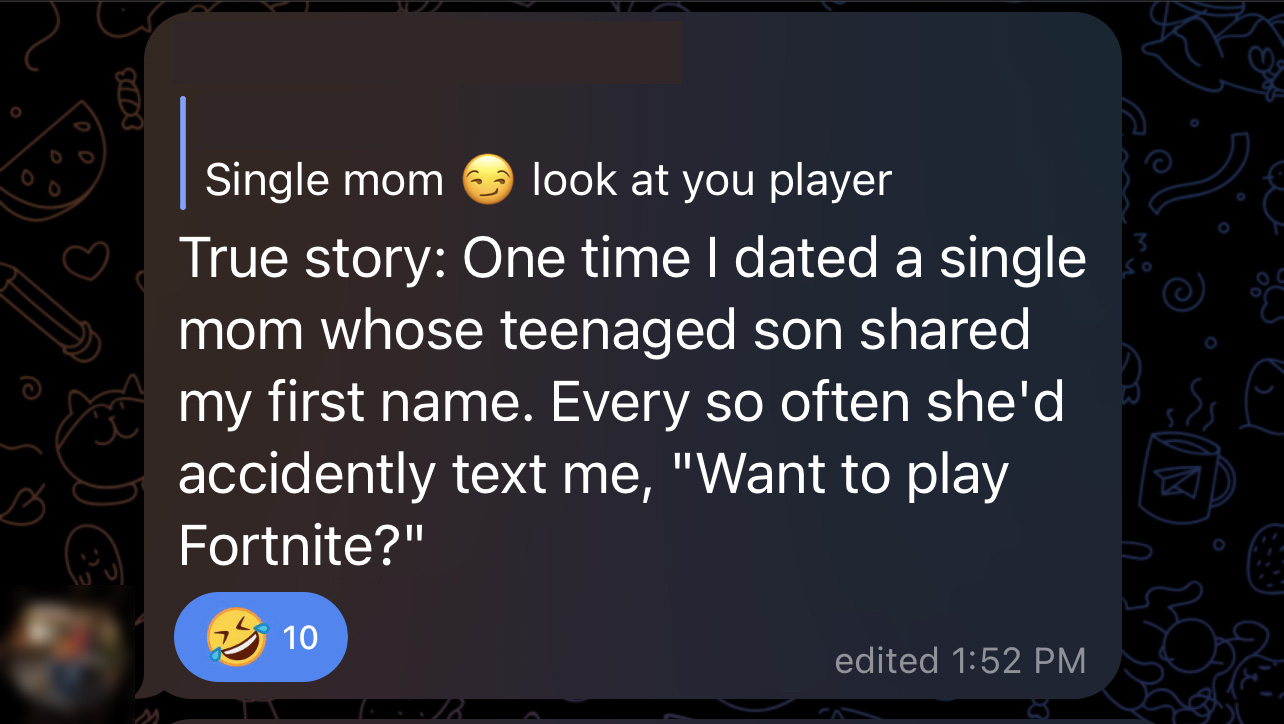 Single mom 😏 look at you player
True story: One time I dated a single
mom whose teenaged son shared
my first name. Every so often she'd
accidently text me, "Want to play
Fortnite?"
🤣 10
edited 1:52 PM